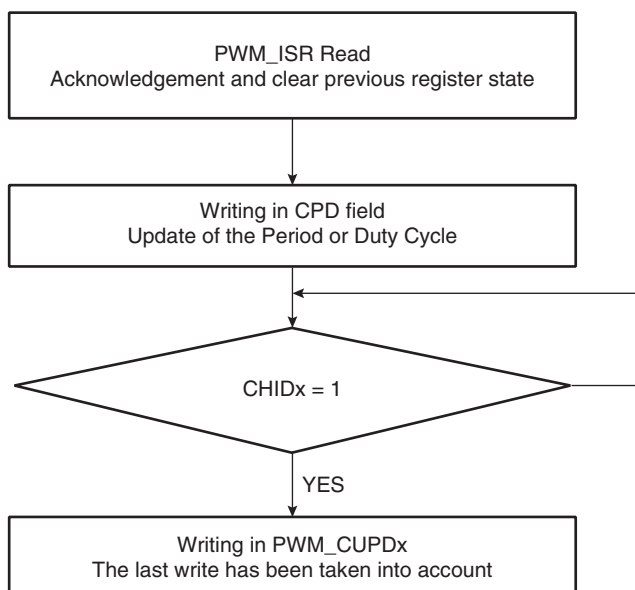 PWM_ISR Read
Acknowledgement and clear previous register state
Writing in CPD field
Update of the Period or Duty Cycle
CHIDx = 1
YES
Writing in PWM_CUPDx
The last write has been taken into account